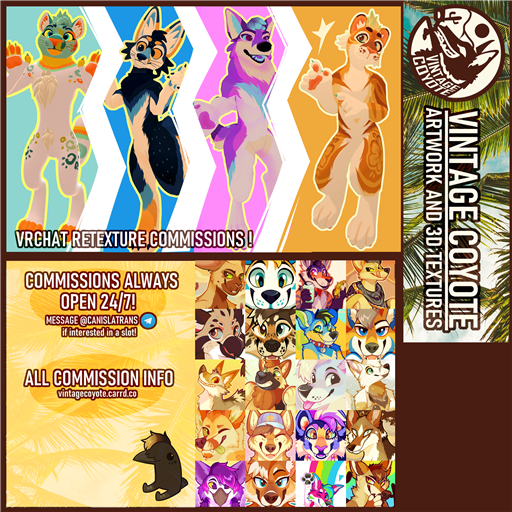 VINTAGE
COYOTE
VINTAGE COYOTE
ARTWORK AND 3D TEXTURES
VRCHAT RETEXTURE COMMISSIONS!
COMMISSIONS ALWAYS
OPEN 24/7!
MESSAGE @CANISLATRANS
if interested in a slot!
ALL COMMISSION INFO
vintagecoyote.carrd.co